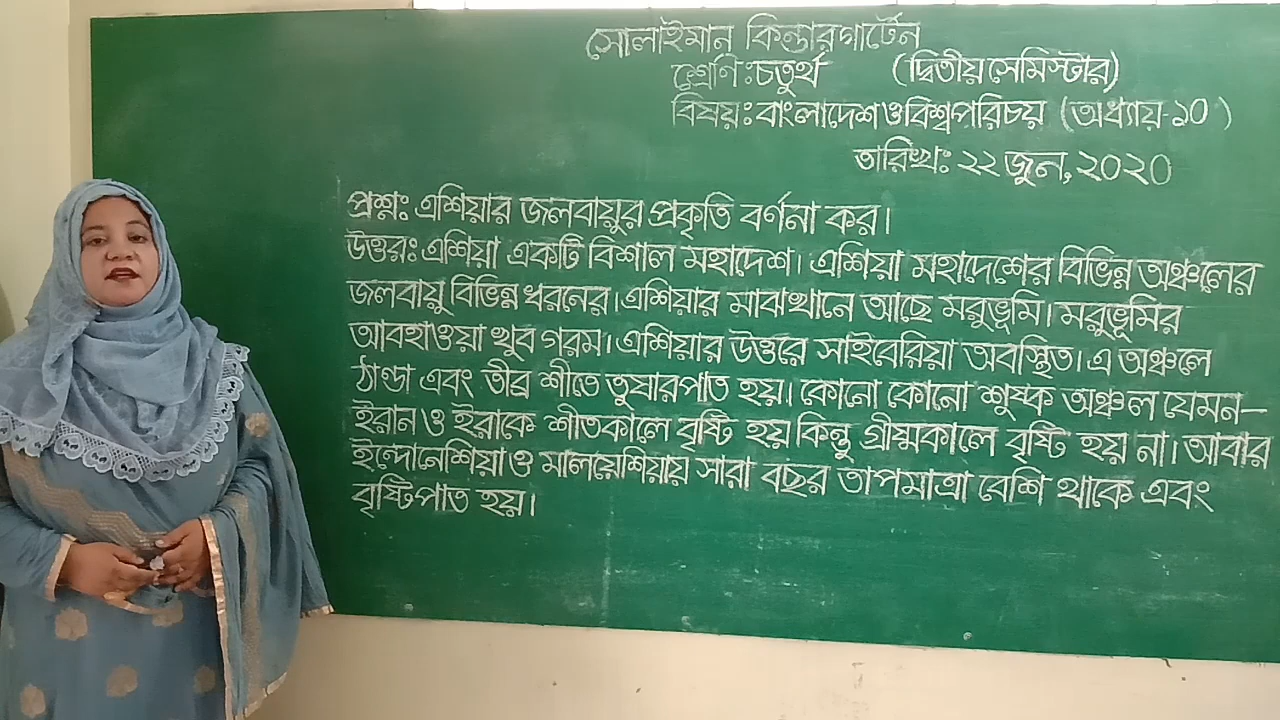 সোলাইমান কিন্ডারগার্টেন
শ্রেণি: চতুর্থ (দ্বিতীয় সেমিস্টার)
বিষয়: বাংলাদেশ ও বিশ্বপরিচয় (অধ্যায়-১০)
তারিখ: ২২ জুন, ২০২০
প্রশ্ন: এশিয়ার জলবায়ুর প্রকৃতি বর্ণনা কর।
উত্তর: এশিয়া একটি বিশাল মহাদেশ। এশিয়া মহাদেশের বিভিন্ন অঞ্চলের
জলবায়ু বিভিন্ন ধরনের। এশিয়ার মাঝখানে আছে মরুভূমি। মরুভূমির
আবহাওয়া খুব গরম। এশিয়ার উত্তরে সাইবেরিয়া অবস্থিত। এ অঞ্চলে
ঠাণ্ডা এবং তীব্র শীতে তুষারপাত হয়। কোনো কোনো শুষ্ক অঞ্চল যেমন—
ইরান ও ইরাকে শীতকালে বৃষ্টি হয় কিন্তু গ্রীষ্মকালে বৃষ্টি হয় না। আবার
ইন্দোনেশিয়া ও মালয়েশিয়ায় সারা বছর তাপমাত্রা বেশি থাকে এবং
বৃষ্টিপাত হয়।